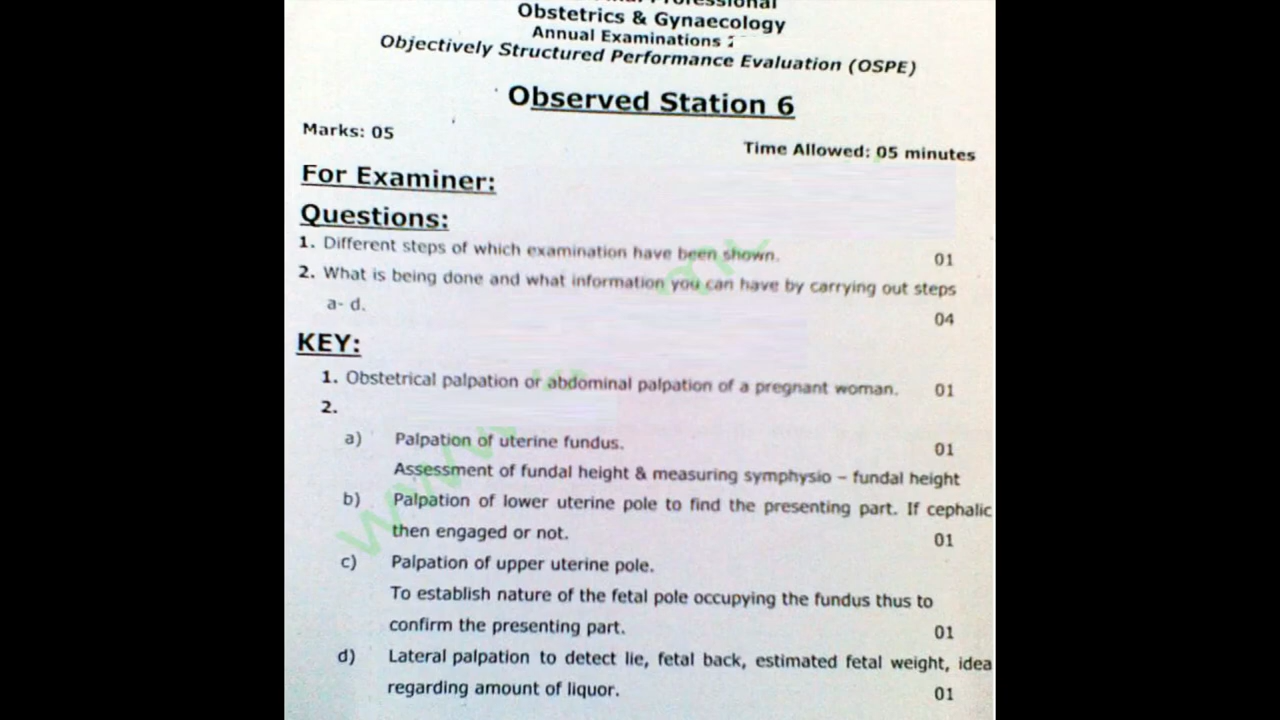 Professional
Obstetrics & Gynaecology
Annual Examinations
Objectively Structured Performance Evaluation (OSPE)
Observed Station 6
Marks: 05
Time Allowed: 05 minutes
For Examiner:
Questions:
1. Different steps of which examination have been shown. 01
2. What is being done and what information you can have by carrying out steps
a- d. 04
KEY:
1. Obstetrical palpation or abdominal palpation of a pregnant woman. 01
2.
a) Palpation of uterine fundus. 01
Assessment of fundal height & measuring symphysio – fundal height
b) Palpation of lower uterine pole to find the presenting part. If cephalic
then engaged or not. 01
c) Palpation of upper uterine pole.
To establish nature of the fetal pole occupying the fundus thus to
confirm the presenting part. 01
d) Lateral palpation to detect lie, fetal back, estimated fetal weight, idea
regarding amount of liquor. 01